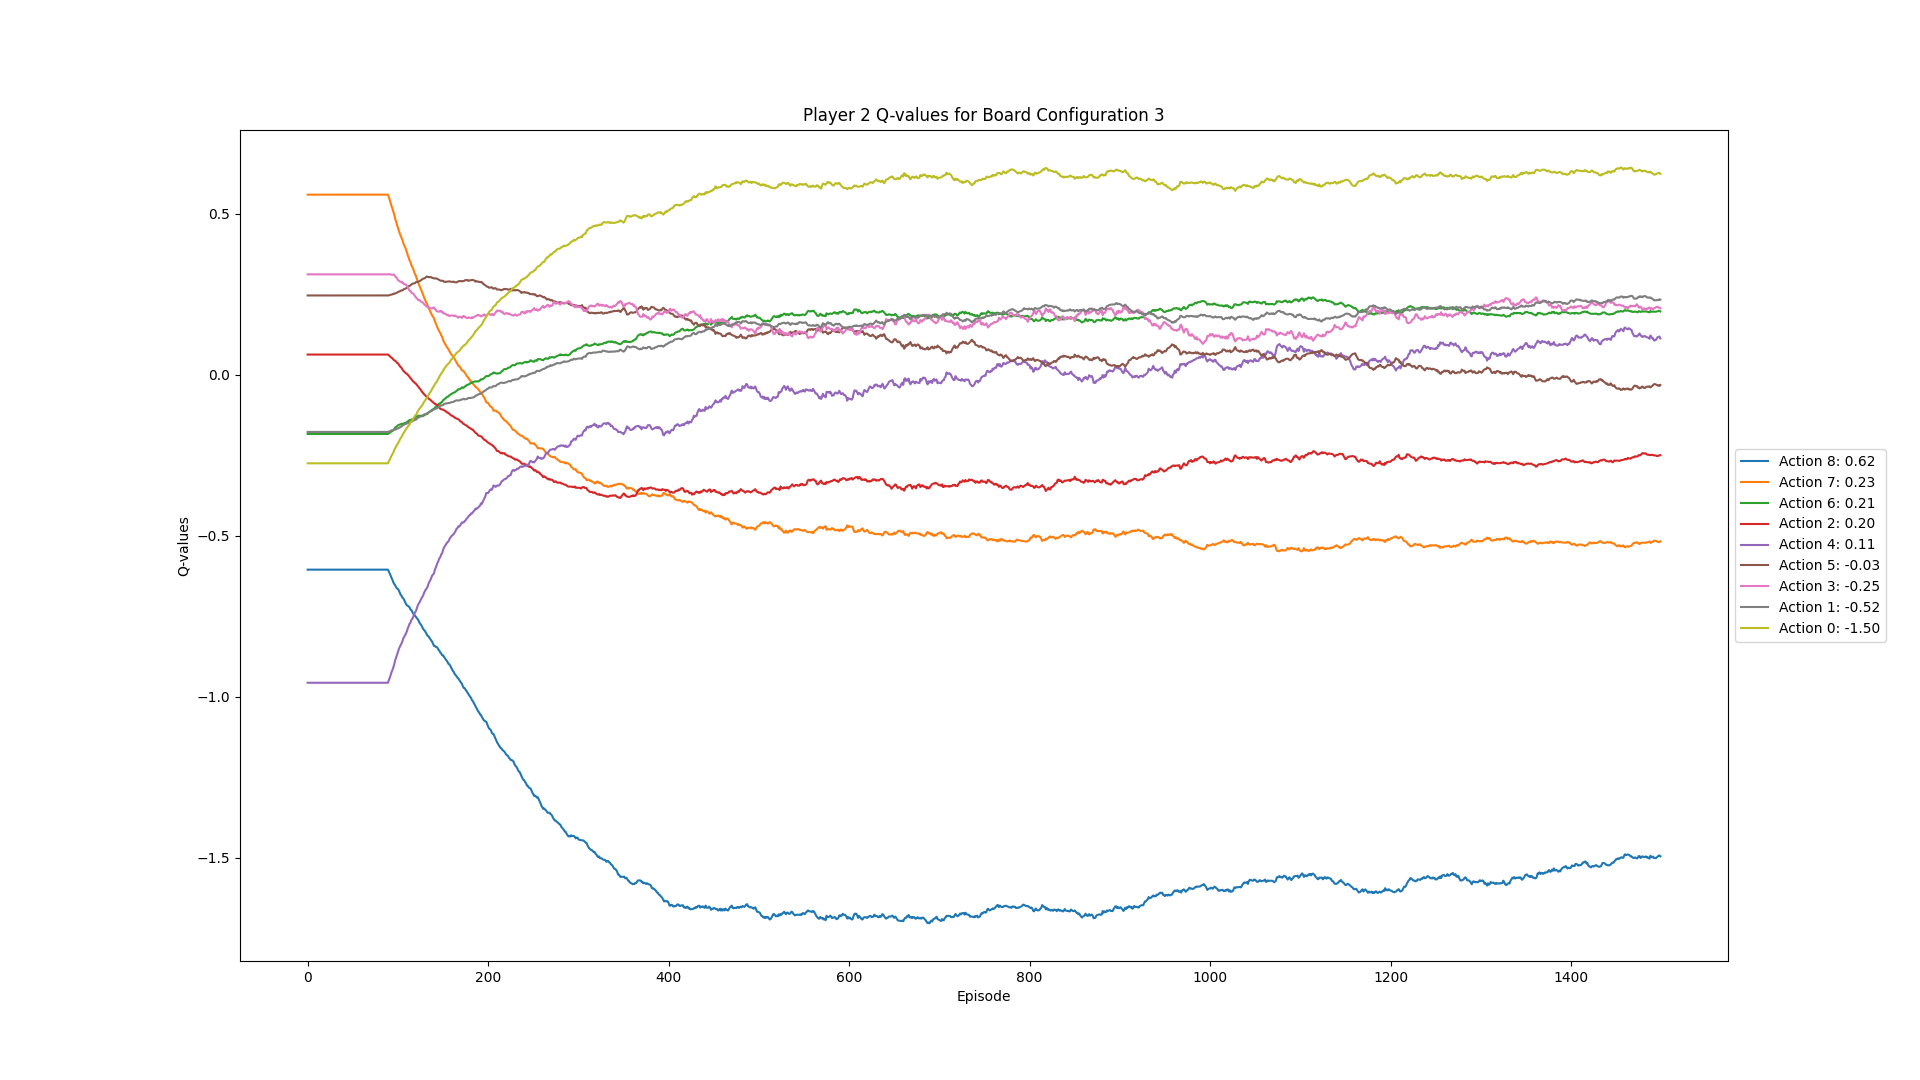 Player 2 Q-values for Board Configuration 3
0.5
0.0
−0.5
−1.0
−1.5
Q-values
0 200 400 600 800 1000 1200 1400
Episode
Action 8: 0.62
Action 7: 0.23
Action 6: 0.21
Action 2: 0.20
Action 4: 0.11
Action 5: -0.03
Action 3: -0.25
Action 1: -0.52
Action 0: -1.50